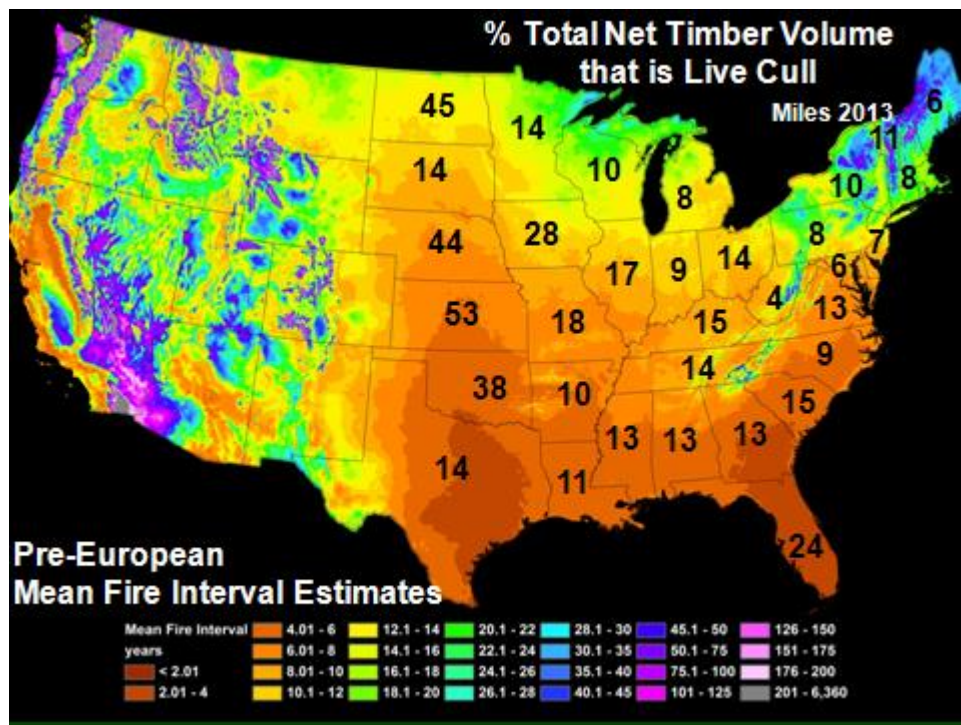 % Total Net Timber Volume
that is Live Cull
Miles 2013
45
14
6
11
14
10
10
8
8
44
28
8
7
17
9
14
6
53
18
15
4
13
38
10
14
9
15
14
13
13
13
11
24
Pre-European
Mean Fire Interval Estimates
Mean Fire Interval
years
< 2.01
2.01 - 4
4.01 - 6
6.01 - 8
8.01 - 10
10.1 - 12
12.1 - 14
14.1 - 16
16.1 - 18
18.1 - 20
20.1 - 22
22.1 - 24
24.1 - 26
26.1 - 28
28.1 - 30
30.1 - 35
35.1 - 40
40.1 - 45
45.1 - 50
50.1 - 75
75.1 - 100
101 - 125
126 - 150
151 - 175
176 - 200
201 - 6,360